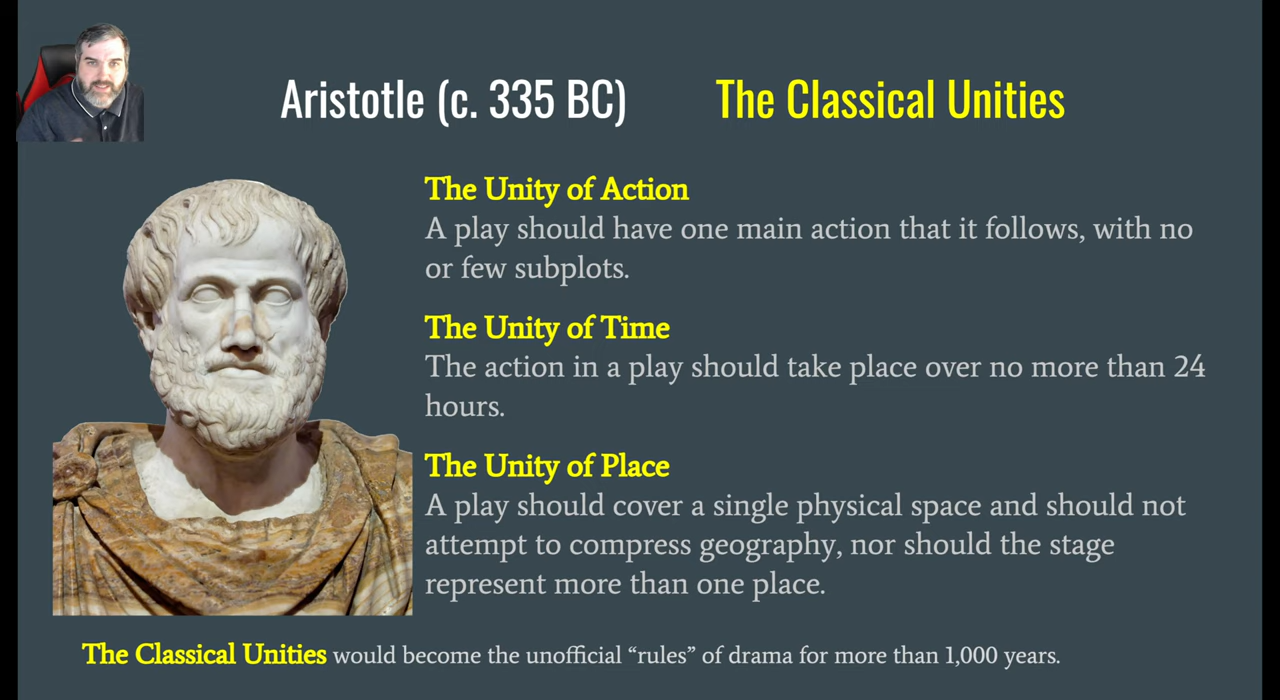 Aristotle (c. 335 BC) The Classical Unities
The Unity of Action
A play should have one main action that it follows, with no
or few subplots.
The Unity of Time
The action in a play should take place over no more than 24
hours.
The Unity of Place
A play should cover a single physical space and should not
attempt to compress geography, nor should the stage
represent more than one place.
The Classical Unities would become the unofficial “rules” of drama for more than 1,000 years.